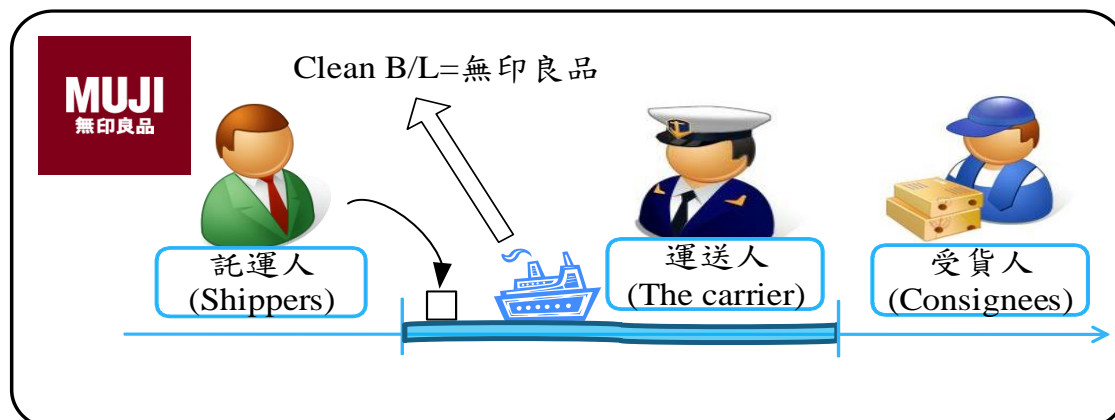 MUJI
無印良品
Clean B/L=無印良品
託運人
(Shippers)
運送人
(The carrier)
受貨人
(Consignees)